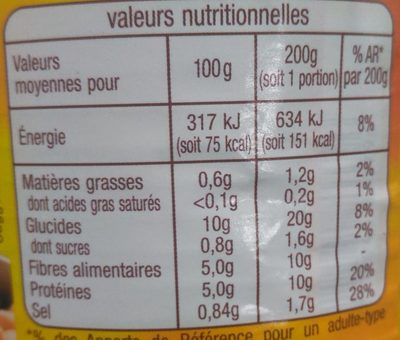 valeurs nutritionnelles
Valeurs moyennes pour 100g 200g (soit 1 portion) % AR* par 200g
Énergie 317 kJ (soit 75 kcal) 634 kJ (soit 151 kcal) 8%
Matières grasses 0,6g 1,2g 2%
dont acides gras saturés <0,1g 0,2g 1%
Glucides 10g 20g 8%
dont sucres 0,8g 1,6g 2%
Fibres alimentaires 5,0g 10g -
Protéines 5,0g 10g 20%
Sel 0,84g 1,7g 28%
*% des Apports de Référence pour un adulte-type